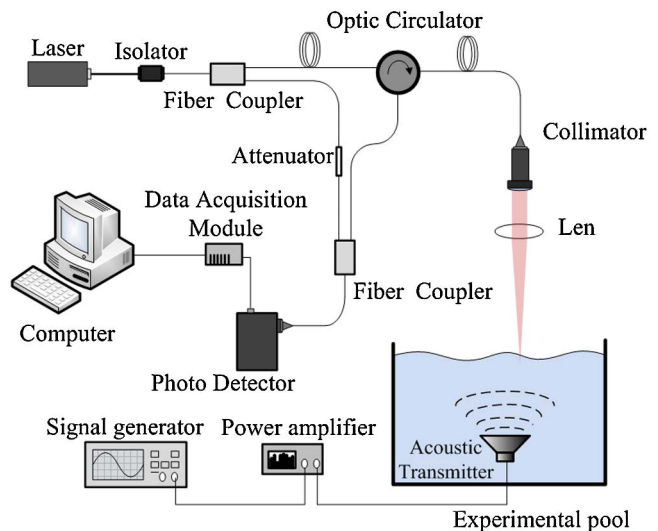 Optic Circulator
Laser
Isolator
Fiber Coupler
Collimator
Attenuator
Data Acquisition
Module
Len
Fiber Coupler
Computer
Photo Detector
Signal generator
Power amplifier
Acoustic
Transmitter
Experimental pool